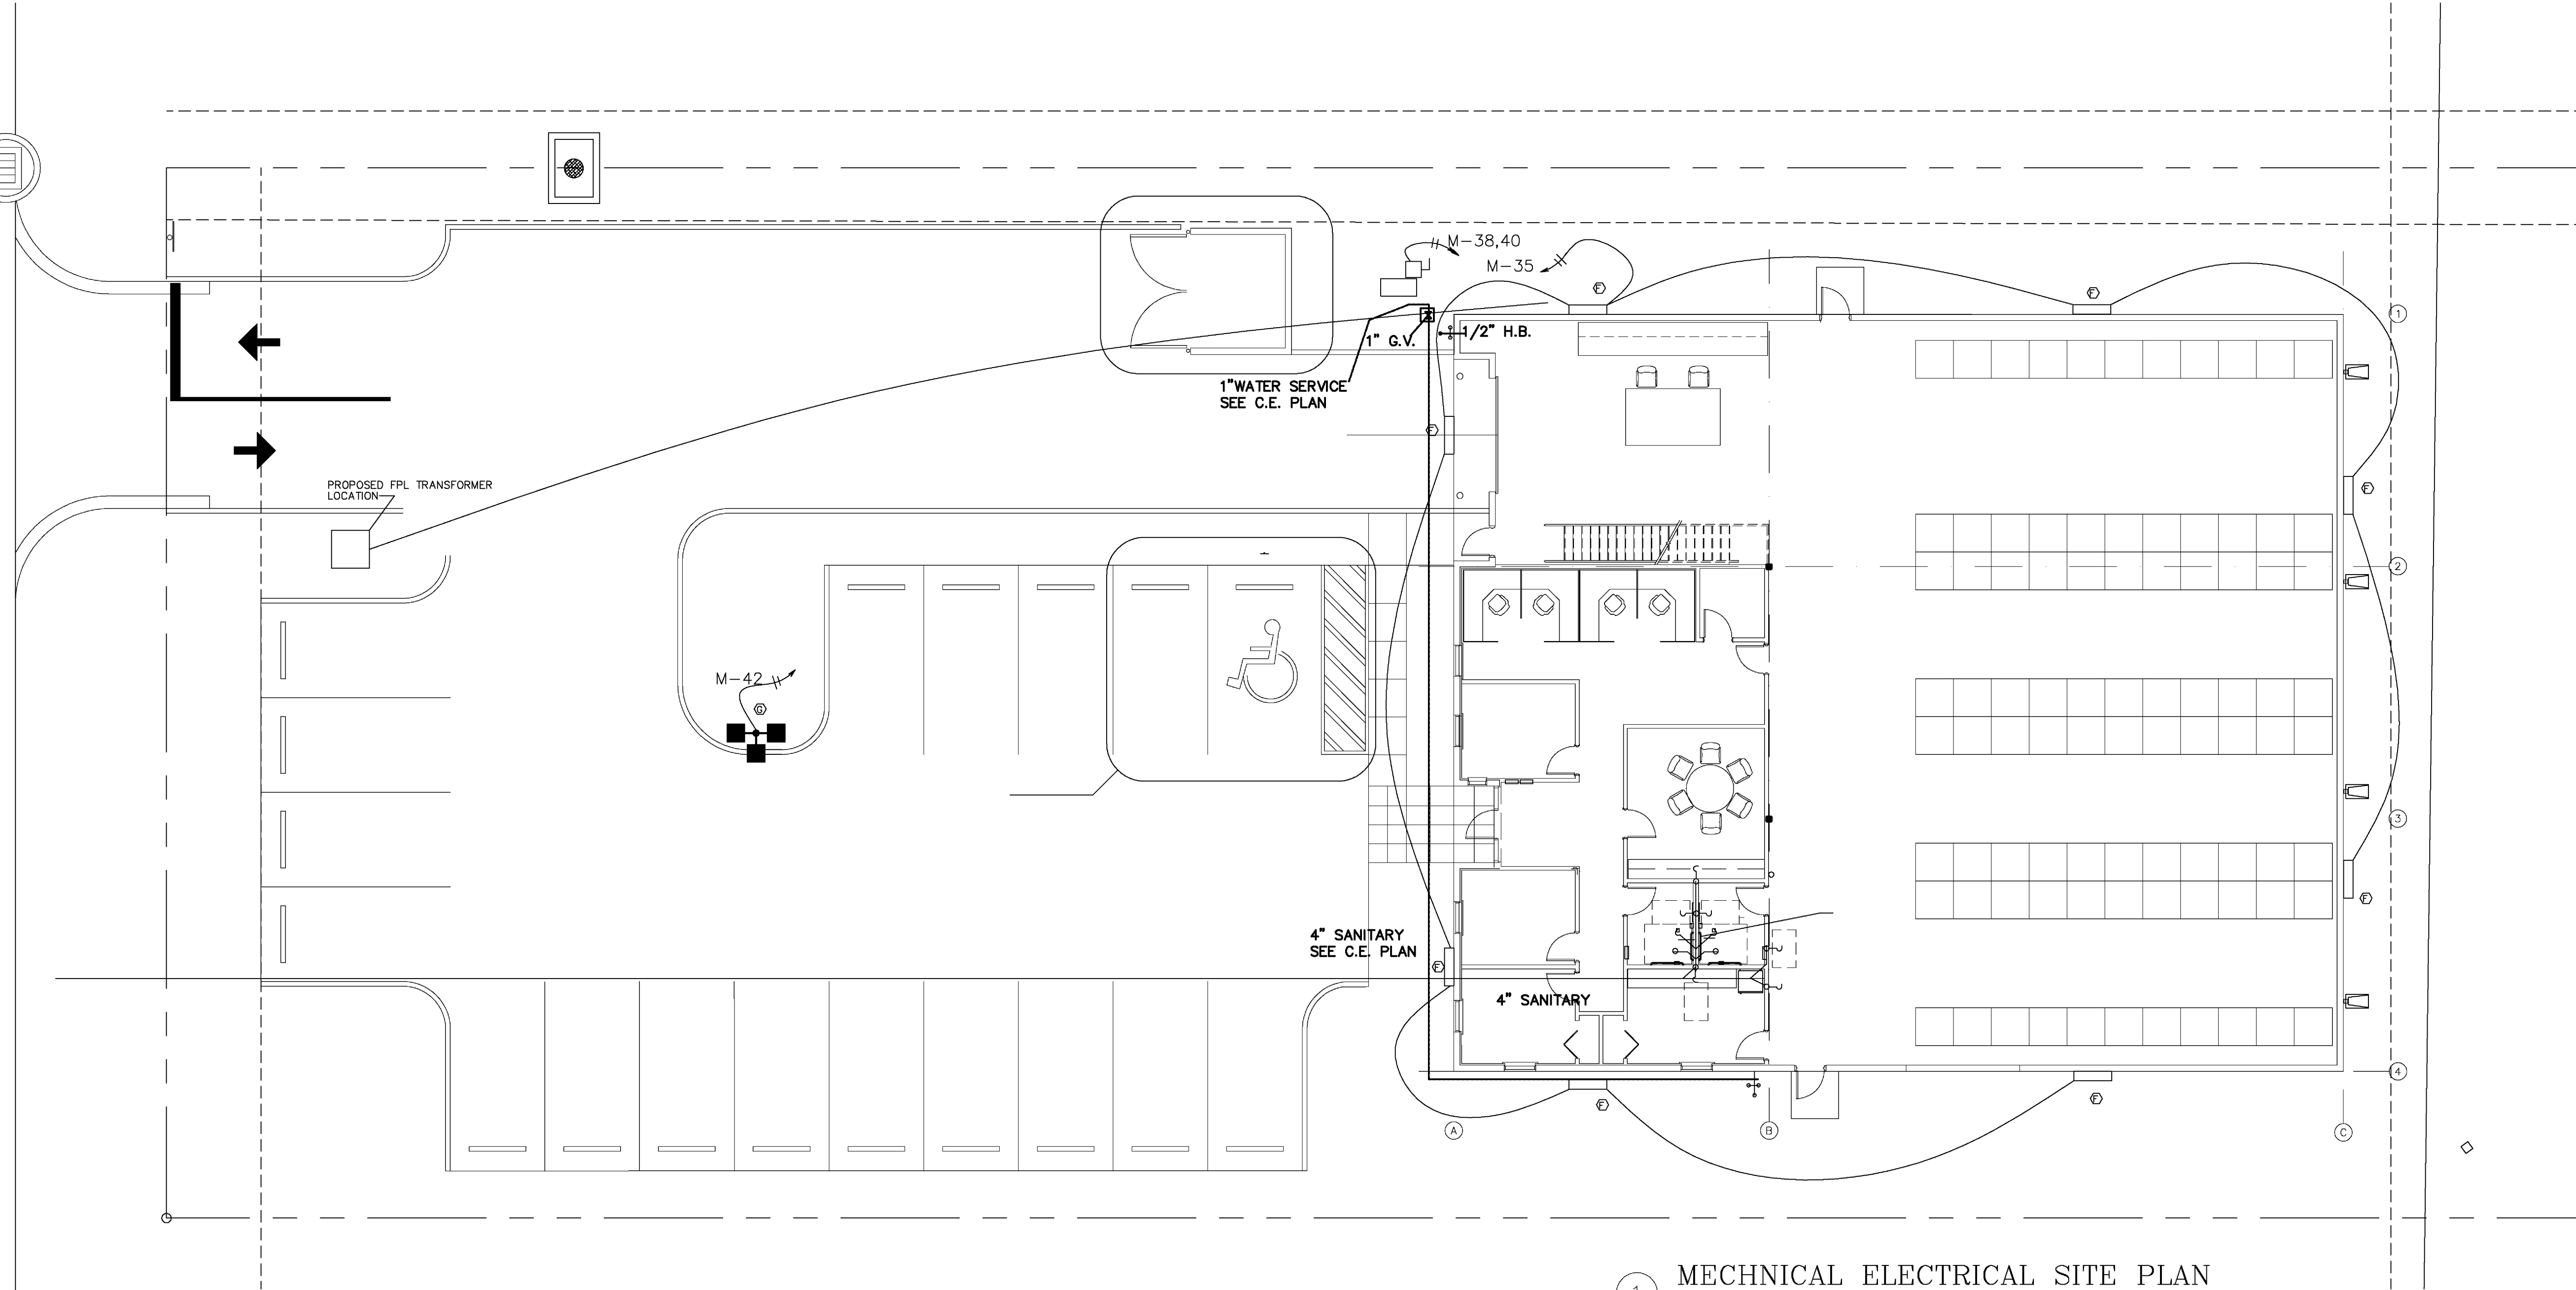 M-38,40
M-35
F
F
1
1/2" H.B.
1" G.V.
1"WATER SERVICE
SEE C.E. PLAN
F
PROPOSED FPL TRANSFORMER
LOCATION
F
2
M-42
G
3
F
4" SANITARY
SEE C.E. PLAN
F
4" SANITARY
4
F
F
A
B
C
MECHNICAL ELECTRICAL SITE PLAN
1